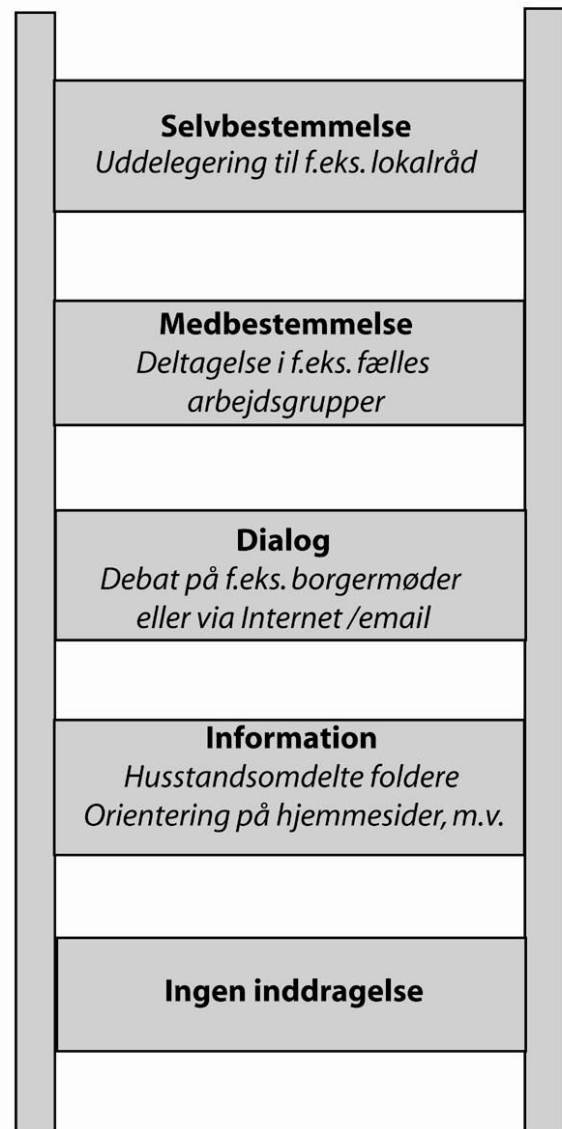 Selvbestemmelse
Uddelegering til f.eks. lokalråd
Medbestemmelse
Deltagelse i f.eks. fælles
arbejdsgrupper
Dialog
Debat på f.eks. borgermøder
eller via Internet /email
Information
Husstandsomdelte foldere
Orientering på hjemmesider, m.v.
Ingen inddragelse